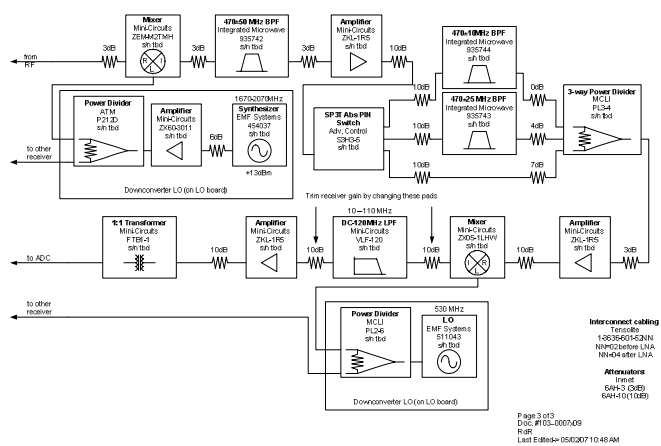 Mixer
Mini-Circuits
ZEM-M2TMH
s/n tbd
470±50 MHz BPF
Integrated Microwave
935742
s/n tbd
Amplifier
Mini-Circuits
ZKL-1R5
s/n tbd
470±10MHz BPF
Integrated Microwave
935744
s/n tbd
from
RF
3dB
R
I
L
3dB
3dB
10dB
10dB
0dB
3-way Power Divider
MCLI
PL3-4
s/n tbd
1670-2070MHz
Power Divider
ATM
P212D
s/n tbd
Amplifier
Mini-Circuits
ZX60-3011
s/n tbd
6dB
Synthesizer
EMF Systems
454037
s/n tbd
+13dBm
SP3T Abs PIN
Switch
Adv. Control
S3H3-5
s/n tbd
470±25 MHz BPF
Integrated Microwave
935743
s/n tbd
10dB
4dB
10dB
7dB
to other
receiver
Downconverter LO (on LO board)
Trim receiver gain by changing these pads
10—110 MHz
1:1 Transformer
Mini-Circuits
FTB1-1
s/n tbd
Amplifier
Mini-Circuits
ZKL-1R5
s/n tbd
DC-120MHz LPF
Mini-Circuits
VLF-120
s/n tbd
Mixer
Mini-Circuits
ZX05-1LHW
s/n tbd
Amplifier
Mini-Circuits
ZKL-1R5
s/n tbd
to ADC
10dB
10dB
10dB
I
R
L
10dB
3dB
to other
receiver
530 MHz
Power Divider
MCLI
PL2-6
s/n tbd
LO
EMF Systems
511043
s/n tbd
Downconverter LO (on LO board)
Interconnect cabling:
Tensolite
1-3636-601-52NN
NN=02 before LNA
NN=04 after LNA
Attenuators
Inmet
6AH-3 (3dB)
6AH-10 (10dB)
Page 3 of 3
Doc. #103-0007r09
RdR
Last Edited-> 05/02/07 10:48 AM